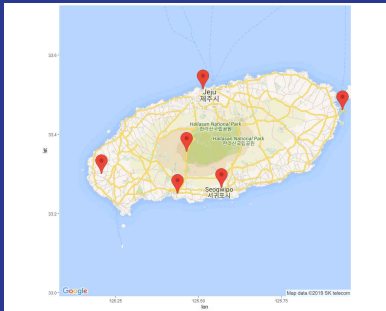 33.6
Jeju
제주시
Hallasan National Park
한라산국립공원
33.4
Hallasan National Park
한라산국립공원
lat
Seogwipo
서귀포시
33.2
33.0
Google
Map data ©2019 SK telecom
126.25
126.50
126.75
lon